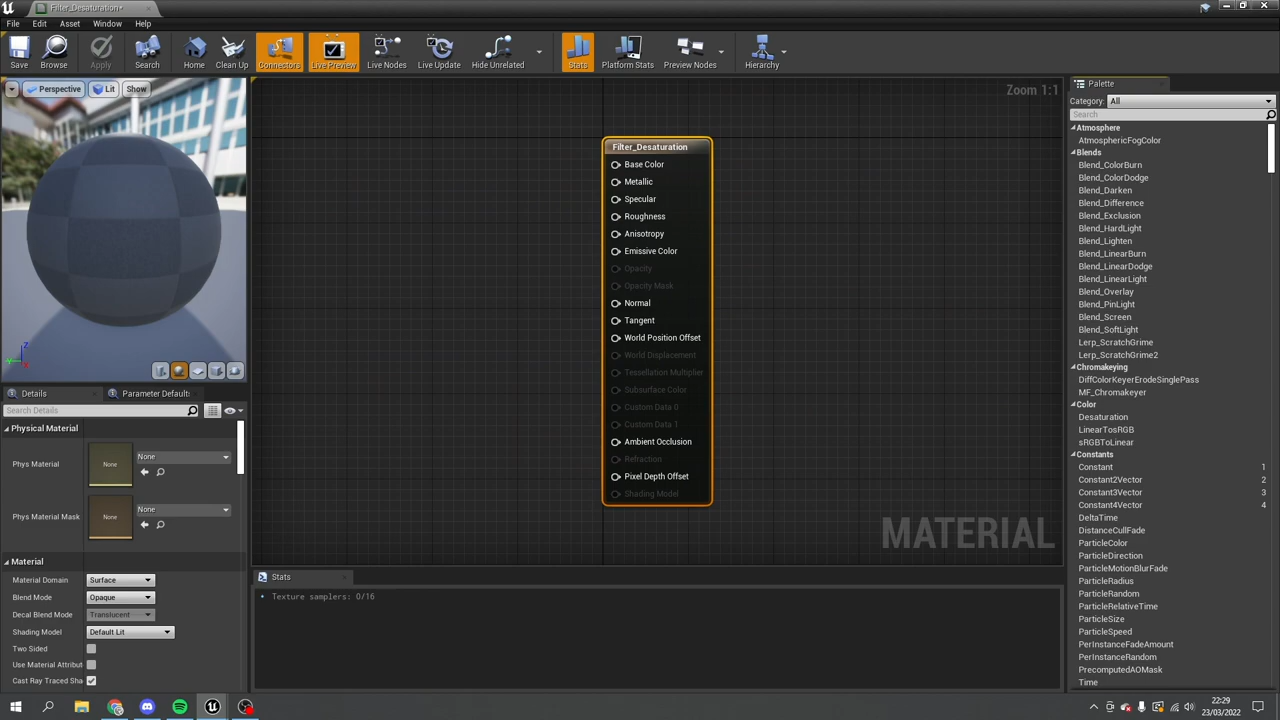 Filter_Desaturation*
File Edit Asset Window Help
Save Browse Apply Search Home Clean Up Connectors Live Preview Live Nodes Live Update Hide Unrelated Stats Platform Stats Preview Nodes Hierarchy
Perspective Lit Show
Zoom 1:1
Filter_Desaturation
Base Color
Metallic
Specular
Roughness
Anisotropy
Emissive Color
Opacity
Opacity Mask
Normal
Tangent
World Position Offset
World Displacement
Tessellation Multiplier
Subsurface Color
Custom Data 0
Custom Data 1
Ambient Occlusion
Refraction
Pixel Depth Offset
Shading Model
MATERIAL
Z
Y
X
Details Parameter Default:
Search Details
Physical Material
Phys Material None None
Phys Material Mask None None
Material
Material Domain Surface
Blend Mode Opaque
Decal Blend Mode Translucent
Shading Model Default Lit
Two Sided
Use Material Attribut
Cast Ray Traced Sha
Stats
Texture samplers: 0/16
Palette
Category: All
Search
Atmosphere
AtmosphericFogColor
Blends
Blend_ColorBurn
Blend_ColorDodge
Blend_Darken
Blend_Difference
Blend_Exclusion
Blend_HardLight
Blend_Lighten
Blend_LinearBurn
Blend_LinearDodge
Blend_LinearLight
Blend_Overlay
Blend_PinLight
Blend_Screen
Blend_SoftLight
Lerp_ScratchGrime
Lerp_ScratchGrime2
Chromakeying
DiffColorKeyerErodeSinglePass
MF_Chromakeyer
Color
Desaturation
LinearTosRGB
sRGBToLinear
Constants
Constant 1
Constant2Vector 2
Constant3Vector 3
Constant4Vector 4
DeltaTime
DistanceCullFade
ParticleColor
ParticleDirection
ParticleMotionBlurFade
ParticleRadius
ParticleRandom
ParticleRelativeTime
ParticleSize
ParticleSpeed
PerInstanceFadeAmount
PerInstanceRandom
PrecomputedAOMask
Time
22:29
23/03/2022